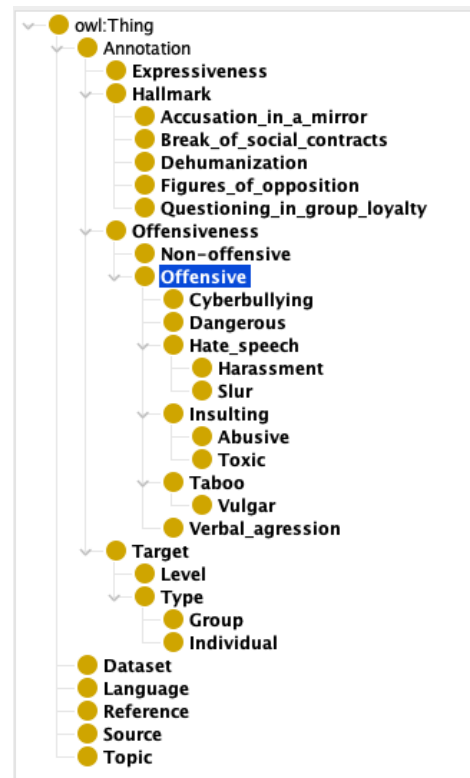 owl:Thing
Annotation
Expressiveness
Hallmark
Accusation_in_a_mirror
Break_of_social_contracts
Dehumanization
Figures_of_opposition
Questioning_in_group_loyalty
Offensiveness
Non-offensive
Offensive
Cyberbullying
Dangerous
Hate_speech
Harassment
Slur
Insulting
Abusive
Toxic
Taboo
Vulgar
Verbal_agression
Target
Level
Type
Group
Individual
Dataset
Language
Reference
Source
Topic